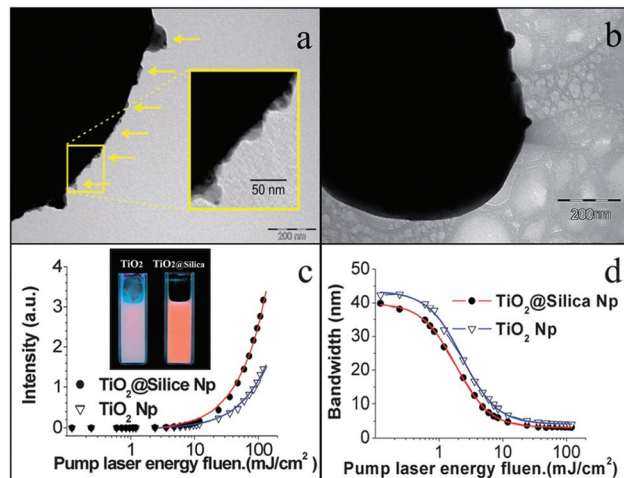 a
50 nm
200 nm
b
200nm
c
TiO2
TiO2@Silica
4
3
2
1
0
Intensity (a.u.)
TiO2@Silice Np
TiO2 Np
1
10
100
Pump laser energy fluen.(mJ/cm2)
d
50
40
30
20
10
0
Bandwidth (nm)
TiO2@Silica Np
TiO2 Np
1
10
100
Pump laser energy fluen.(mJ/cm2)